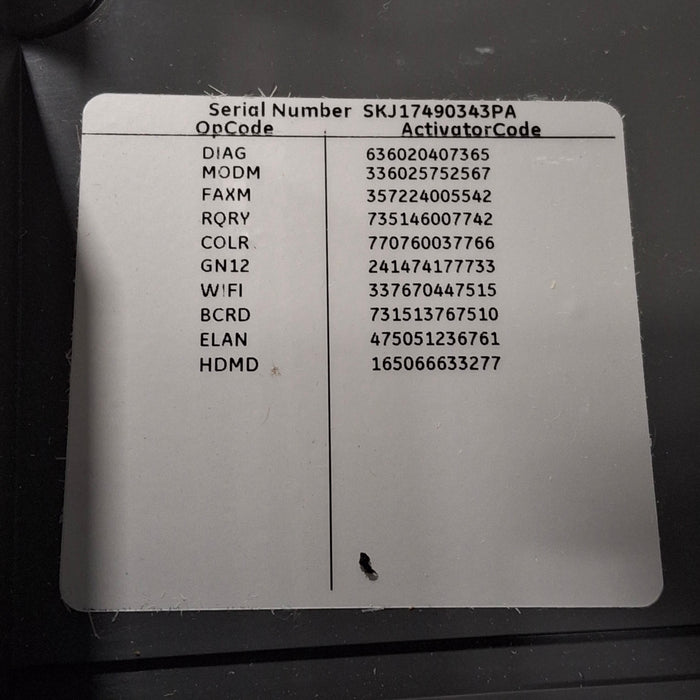 Serial Number SKJ17490343PA
OpCode ActivatorCode
DIAG 636020407365
MODM 336025752567
FAXM 357224005542
RQRY 735146007742
COLR 770760037766
GN12 241474177733
WIFI 337670447515
BCRD 731513767510
ELAN 475051236761
HDMD 165066633277